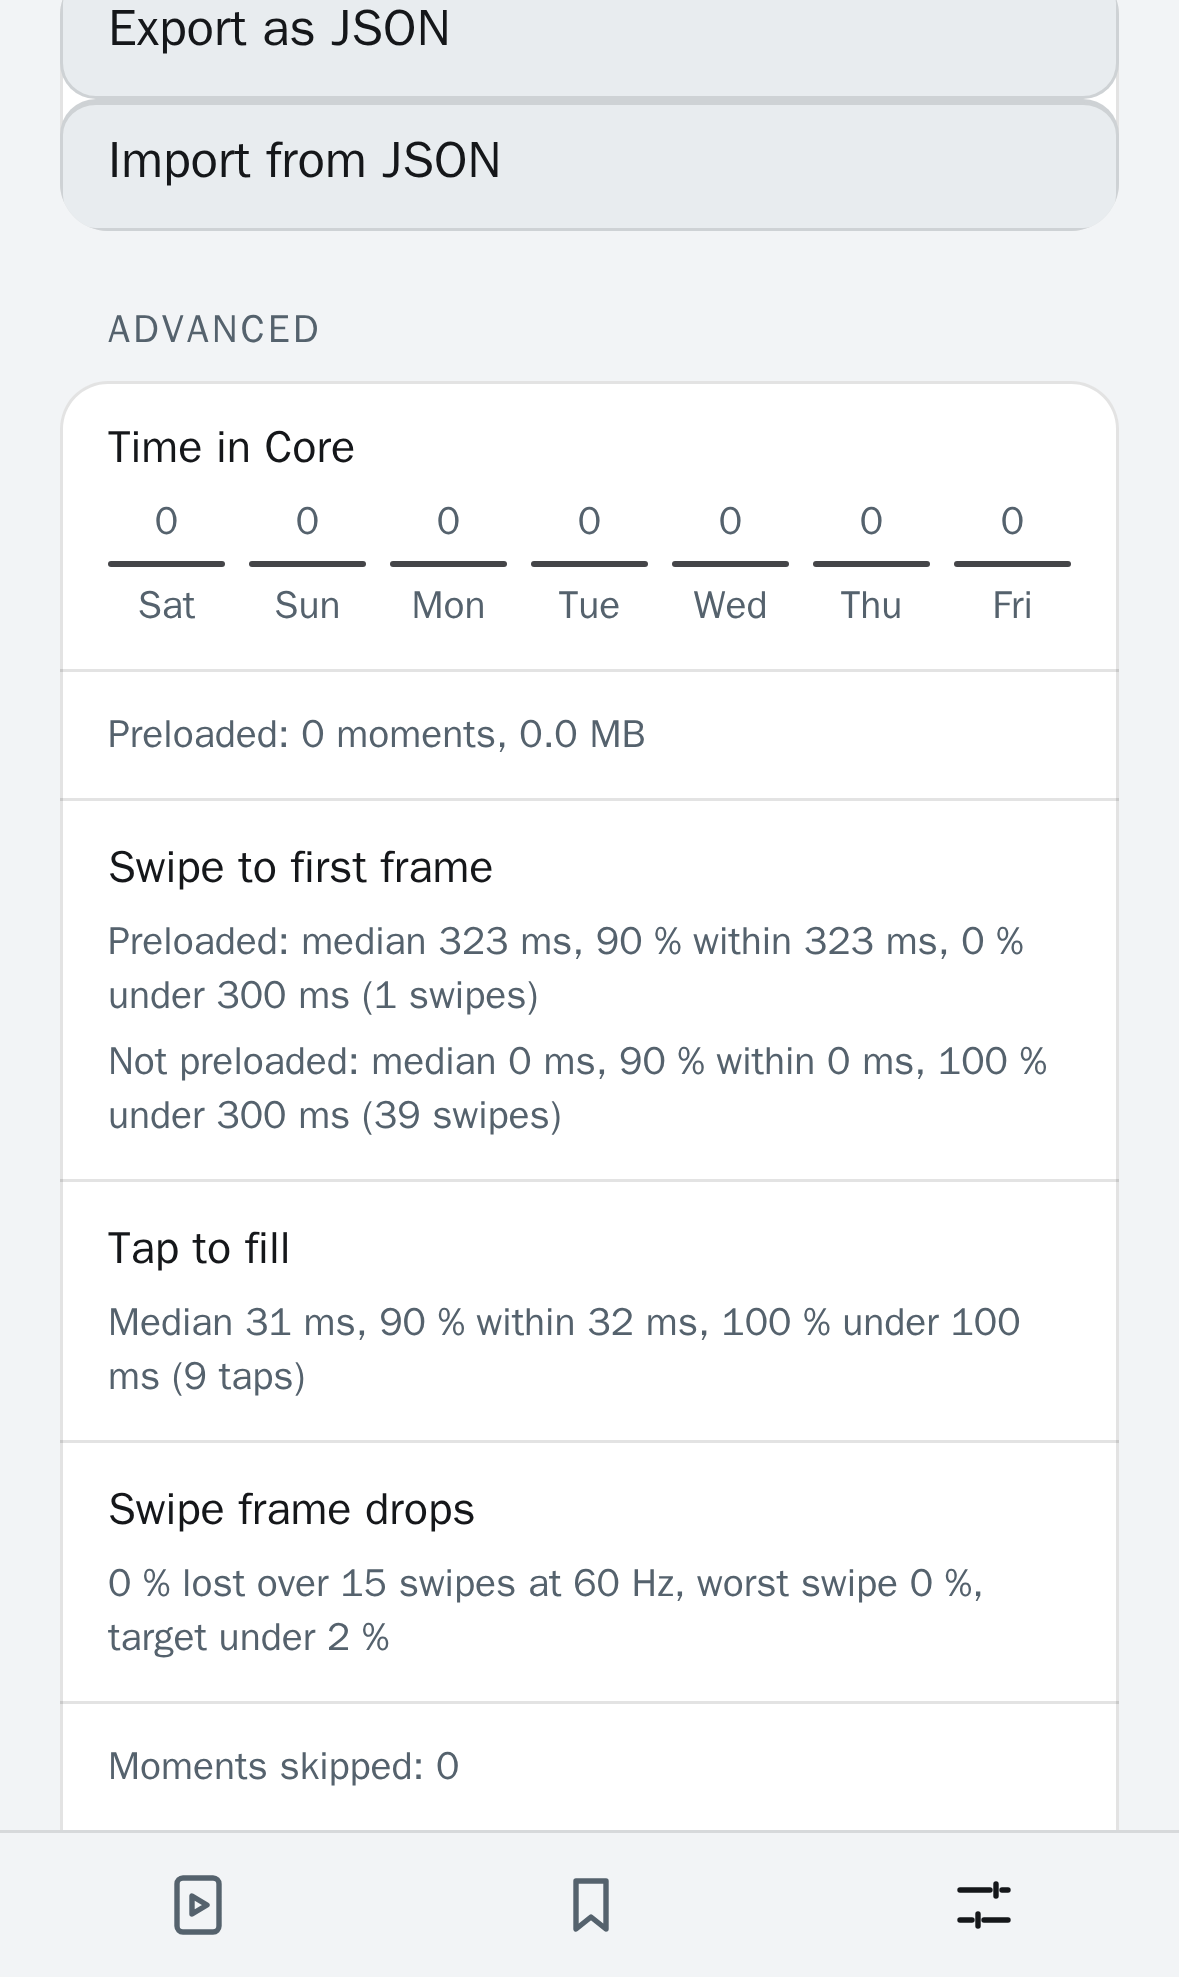 Export as JSON
Import from JSON
ADVANCED
Time in Core
0 0 0 0 0 0 0
Sat Sun Mon Tue Wed Thu Fri
Preloaded: 0 moments, 0.0 MB
Swipe to first frame
Preloaded: median 323 ms, 90 % within 323 ms, 0 %
under 300 ms (1 swipes)
Not preloaded: median 0 ms, 90 % within 0 ms, 100 %
under 300 ms (39 swipes)
Tap to fill
Median 31 ms, 90 % within 32 ms, 100 % under 100
ms (9 taps)
Swipe frame drops
0 % lost over 15 swipes at 60 Hz, worst swipe 0 %,
target under 2 %
Moments skipped: 0